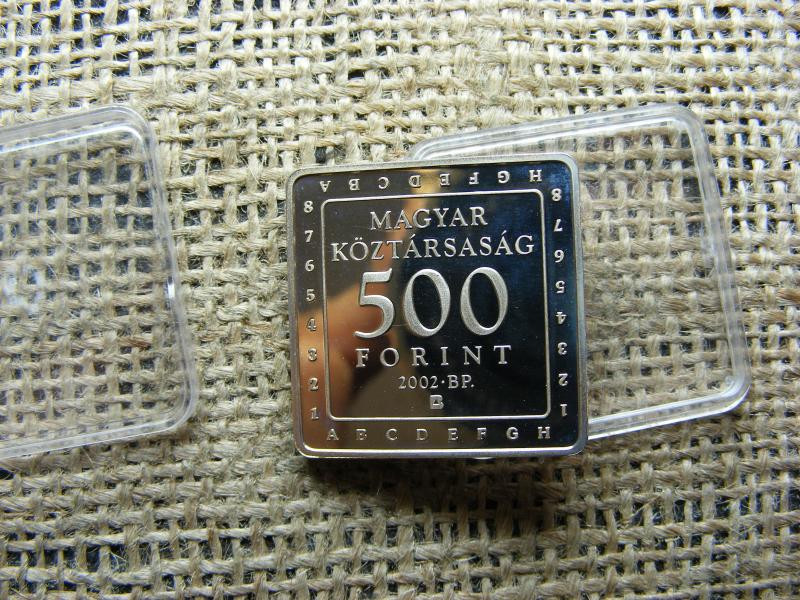 A B C D E F G H
8 8
7 7
6 6
5 5
4 4
3 3
2 2
1 1
MAGYAR
KÖZTÁRSASÁG
500
FORINT
2002·BP.
B
A B C D E F G H